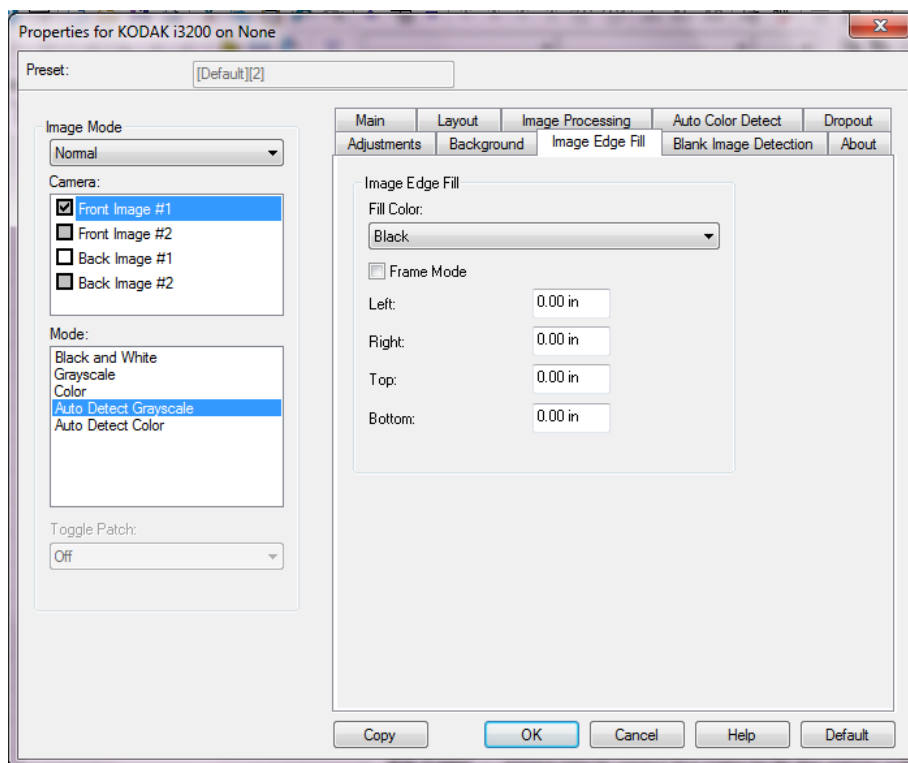 Properties for KODAK i3200 on None
Preset:
[Default][2]
Image Mode
Normal
Camera:
Front Image #1
Front Image #2
Back Image #1
Back Image #2
Mode:
Black and White
Grayscale
Color
Auto Detect Grayscale
Auto Detect Color
Toggle Patch:
Off
Main
Layout
Image Processing
Auto Color Detect
Dropout
Adjustments
Background
Image Edge Fill
Blank Image Detection
About
Image Edge Fill
Fill Color:
Black
Frame Mode
Left:
0.00 in
Right:
0.00 in
Top:
0.00 in
Bottom:
0.00 in
Copy
OK
Cancel
Help
Default